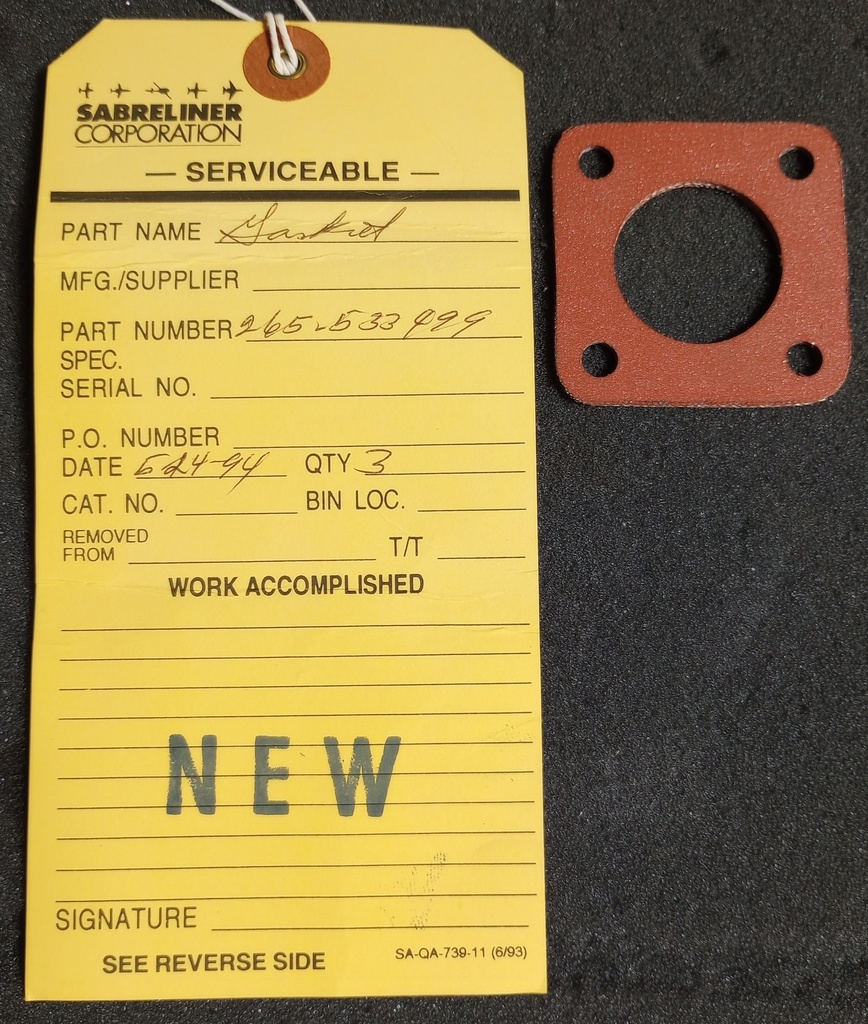 SABRELINER
CORPORATION
— SERVICEABLE —
PART NAME Gasket
MFG./SUPPLIER
PART NUMBER 265-533499
SPEC.
SERIAL NO.
P.O. NUMBER
DATE 5-24-94 QTY 3
CAT. NO. BIN LOC.
REMOVED
FROM T/T
WORK ACCOMPLISHED
NEW
SIGNATURE
SEE REVERSE SIDE SA-QA-739-11 (6/93)